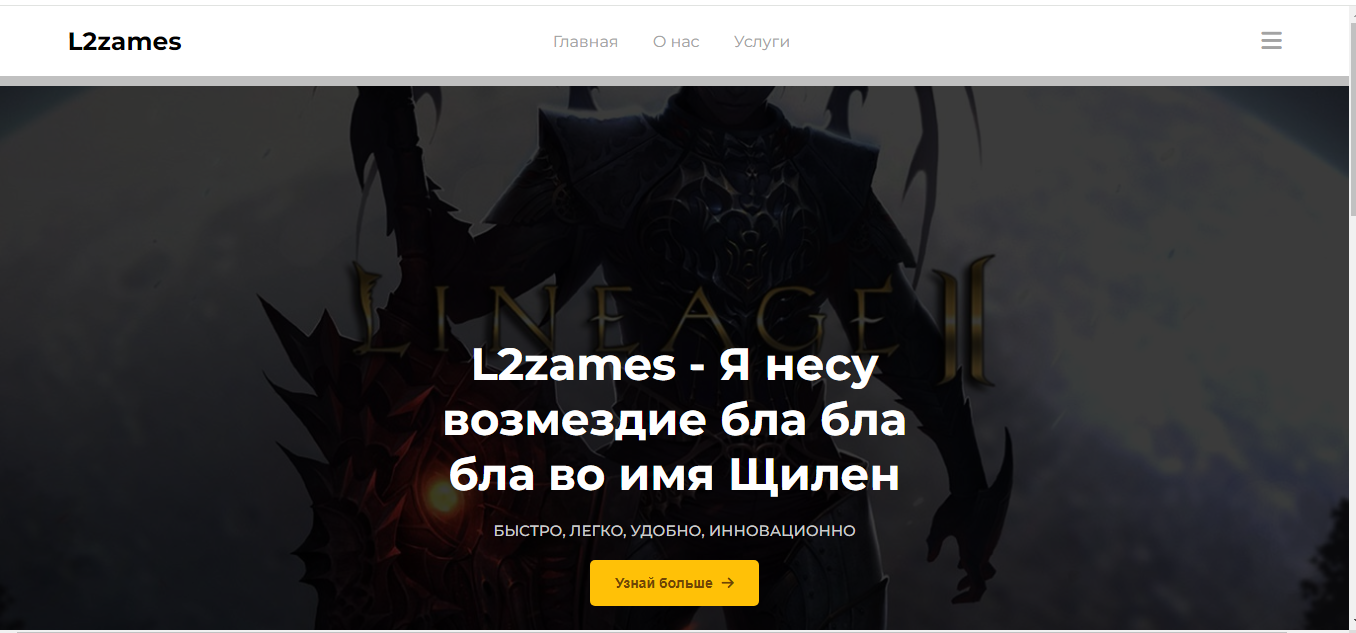 L2zames
Главная О нас Услуги
LINEAGE II
L2zames - Я несу
возмездие бла бла
бла во имя Щилен
БЫСТРО, ЛЕГКО, УДОБНО, ИННОВАЦИОННО
Узнай больше →